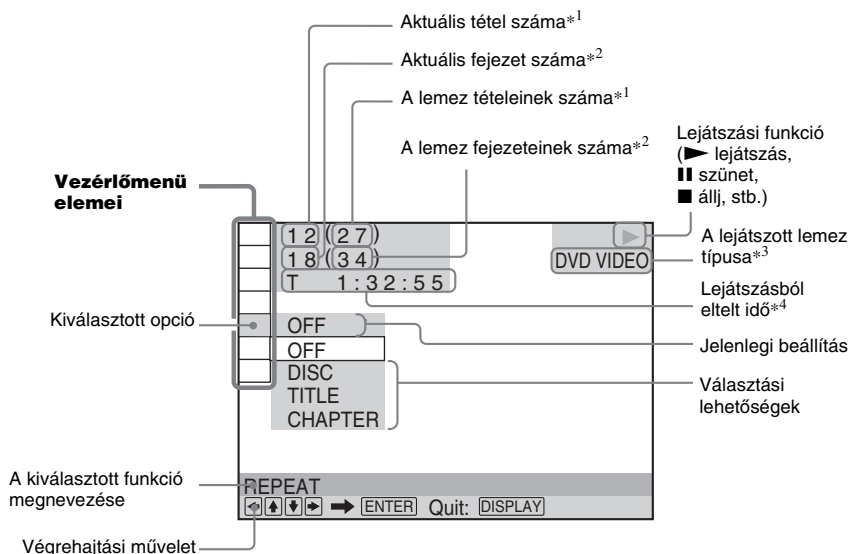 Aktuális tétel száma*1
Aktuális fejezet száma*2
A lemez tételeinek száma*1
A lemez fejezeteinek száma*2
Lejátszási funkció
(► lejátszás,
❚❚ szünet,
■ állj, stb.)
Vezérlőmenü
elemei
12(27)
18(34)
T 1:32:55
►
DVD VIDEO
A lejátszott lemez
típusa*3
Lejátszásból
eltelt idő*4
Kiválasztott opció
OFF
OFF
DISC
TITLE
CHAPTER
Jelenlegi beállítás
Választási
lehetőségek
A kiválasztott funkció
megnevezése
REPEAT
←↑↓→ ➡ ENTER Quit: DISPLAY
Végrehajtási művelet